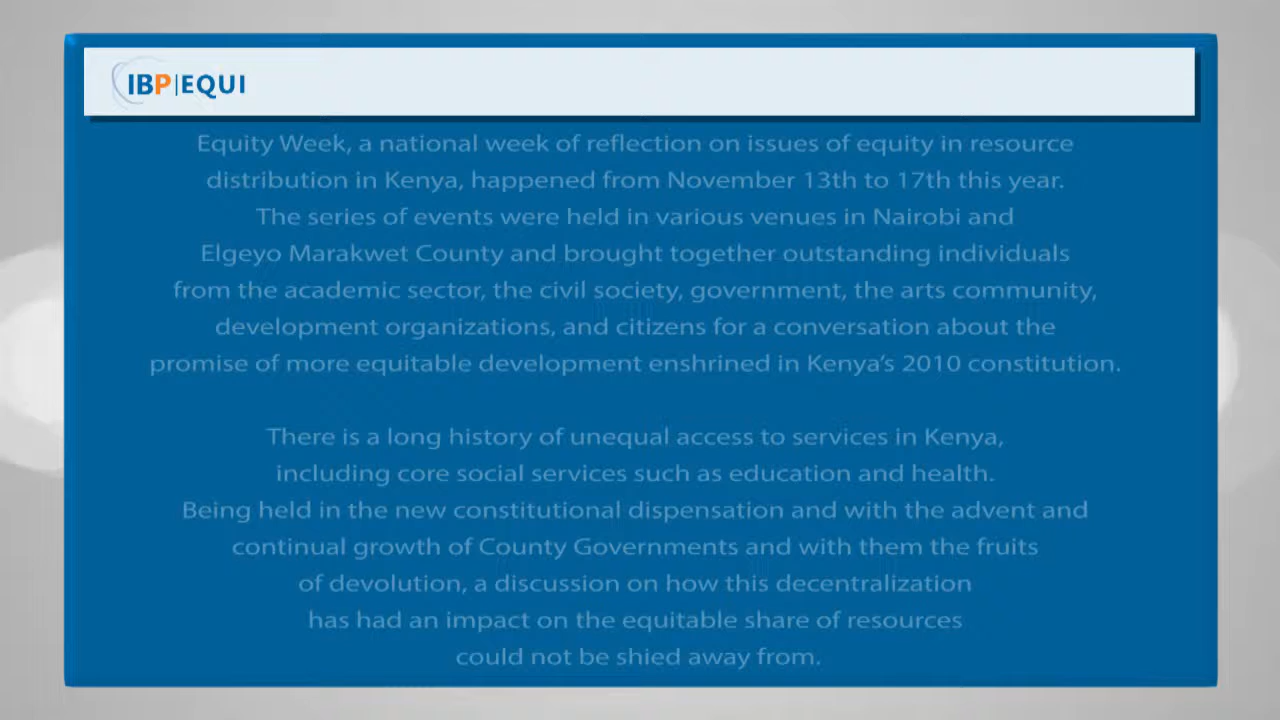 IBP|EQUI
Equity Week, a national week of reflection on issues of equity in resource
distribution in Kenya, happened from November 13th to 17th this year.
The series of events were held in various venues in Nairobi and
Elgeyo Marakwet County and brought together outstanding individuals
from the academic sector, the civil society, government, the arts community,
development organizations, and citizens for a conversation about the
promise of more equitable development enshrined in Kenya’s 2010 constitution.
There is a long history of unequal access to services in Kenya,
including core social services such as education and health.
Being held in the new constitutional dispensation and with the advent and
continual growth of County Governments and with them the fruits
of devolution, a discussion on how this decentralization
has had an impact on the equitable share of resources
could not be shied away from.